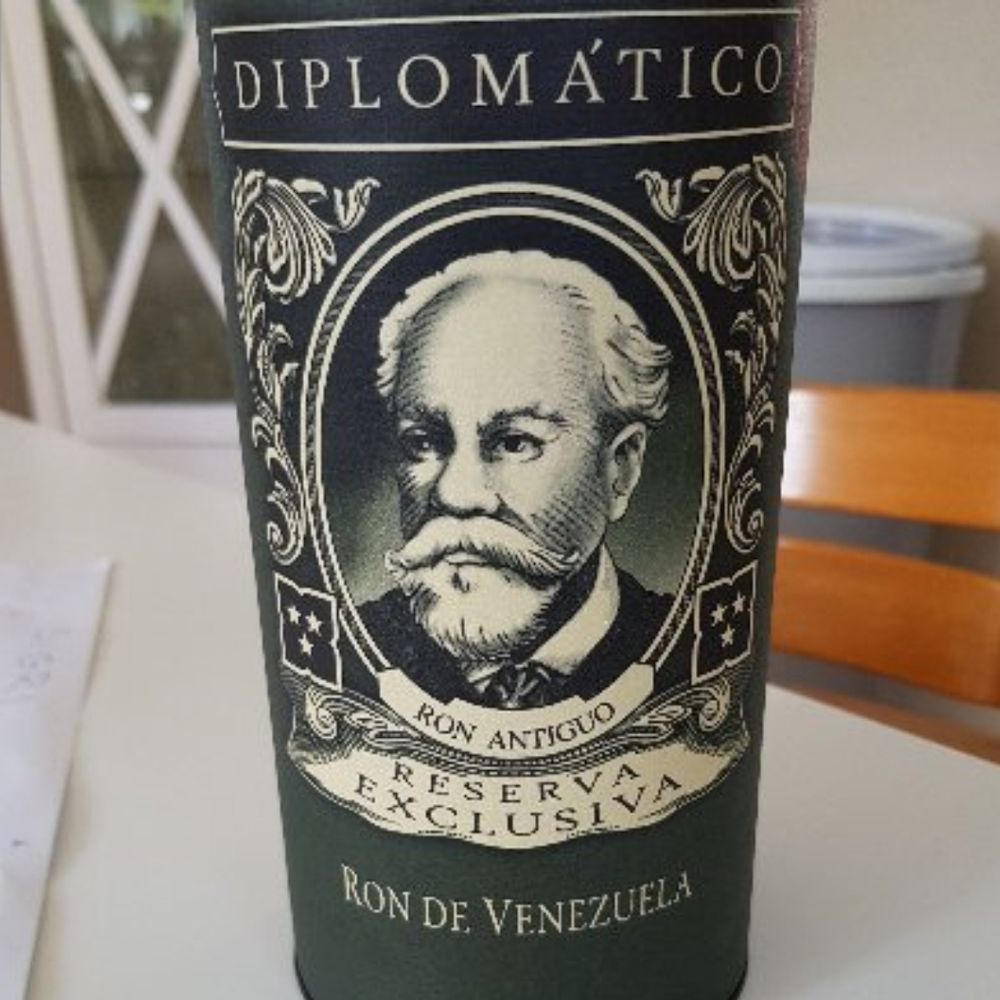 DIPLOMÁTICO
RON ANTIGUO
RESERVA
EXCLUSIVA
RON DE VENEZUELA